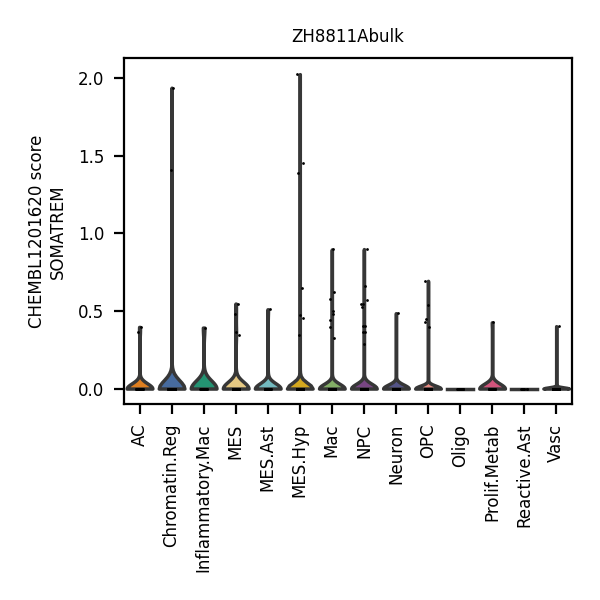 ZH8811Abulk
CHEMBL1201620 score
SOMATREM
2.0
1.5
1.0
0.5
0.0
AC
Chromatin.Reg
Inflammatory.Mac
MES
MES.Ast
MES.Hyp
Mac
NPC
Neuron
OPC
Oligo
Prolif.Metab
Reactive.Ast
Vasc